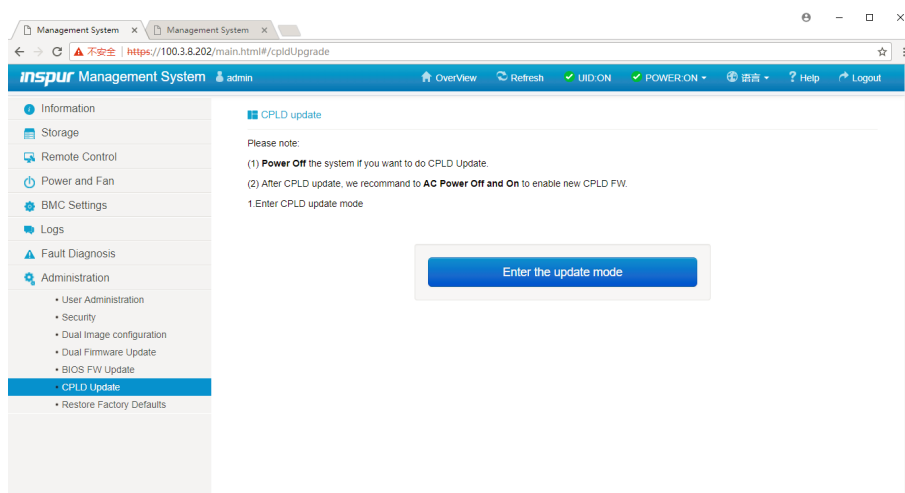 Management System
Management System
不安全 | https://100.3.8.202/main.html#/cpldUpgrade
inspur Management System admin OverView Refresh UID:ON POWER:ON 语言 Help Logout
Information
Storage
Remote Control
Power and Fan
BMC Settings
Logs
Fault Diagnosis
Administration
• User Administration
• Security
• Dual Image configuration
• Dual Firmware Update
• BIOS FW Update
• CPLD Update
• Restore Factory Defaults
CPLD update
Please note:
(1) Power Off the system if you want to do CPLD Update.
(2) After CPLD update, we recommand to AC Power Off and On to enable new CPLD FW.
1.Enter CPLD update mode
Enter the update mode